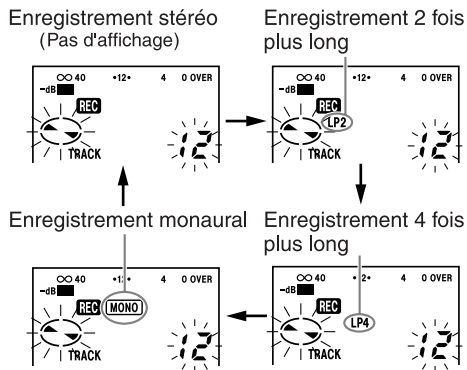 Enregistrement stéréo
(Pas d'affichage)
∞ 40 •12• 4 0 OVER
-dB
REC
TRACK
12
Enregistrement 2 fois
plus long
∞ 40 •12• 4 0 OVER
-dB
REC
LP2
TRACK
12
Enregistrement monaural
∞ 40 •12• 4 0 OVER
-dB
REC MONO
TRACK
12
Enregistrement 4 fois
plus long
∞ 40 •12• 4 0 OVER
-dB
REC
LP4
TRACK
12